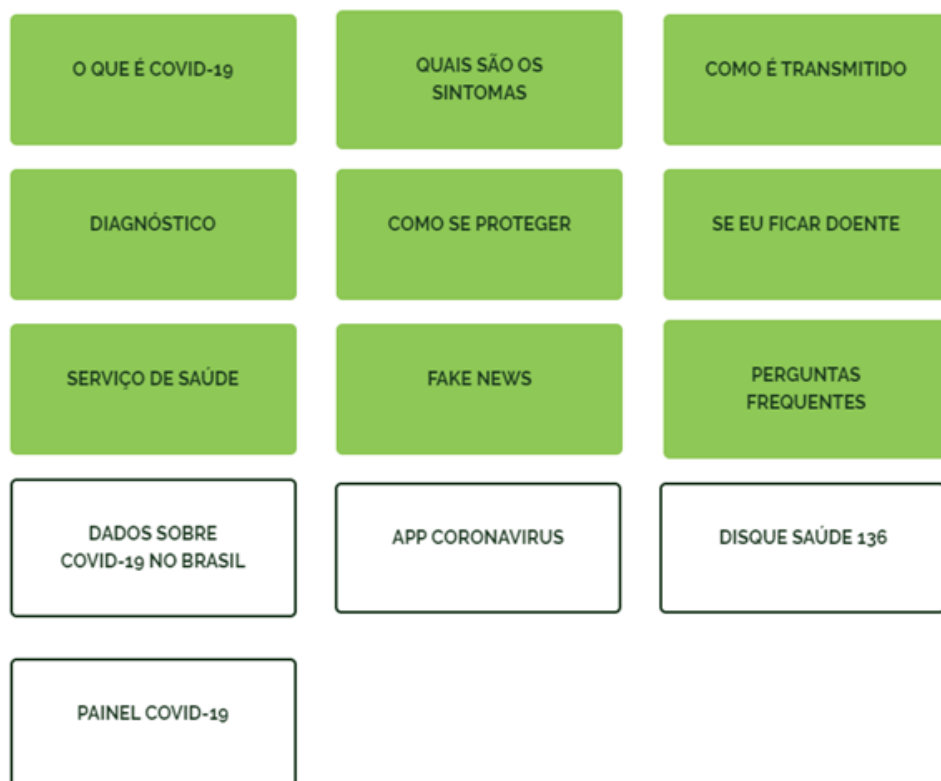 O QUE É COVID-19
QUAIS SÃO OS
SINTOMAS
COMO É TRANSMITIDO
DIAGNÓSTICO
COMO SE PROTEGER
SE EU FICAR DOENTE
SERVIÇO DE SAÚDE
FAKE NEWS
PERGUNTAS
FREQUENTES
DADOS SOBRE
COVID-19 NO BRASIL
APP CORONAVIRUS
DISQUE SAÚDE 136
PAINEL COVID-19